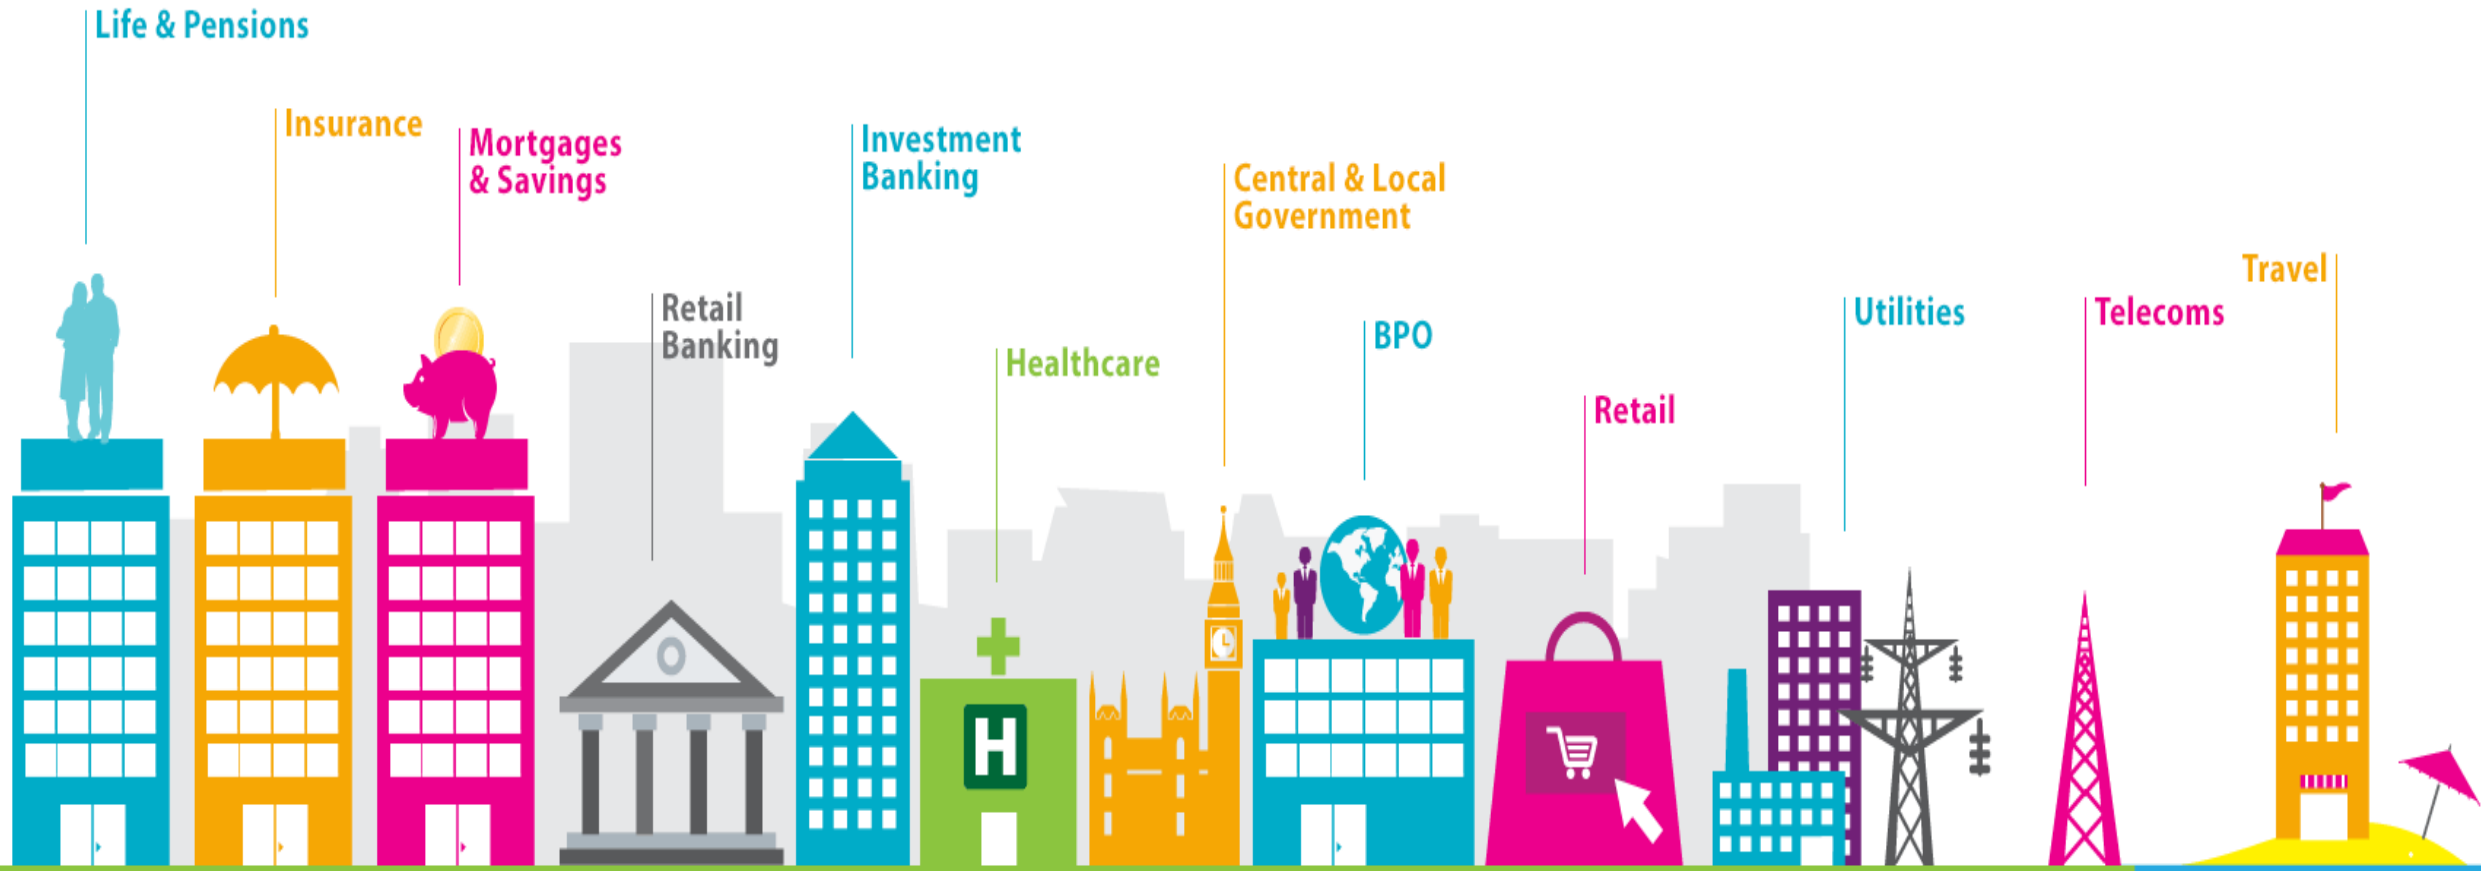 Life & Pensions
Insurance
Mortgages
& Savings
Retail
Banking
Investment
Banking
Healthcare
H
Central & Local
Government
BPO
Retail
Utilities
Telecoms
Travel